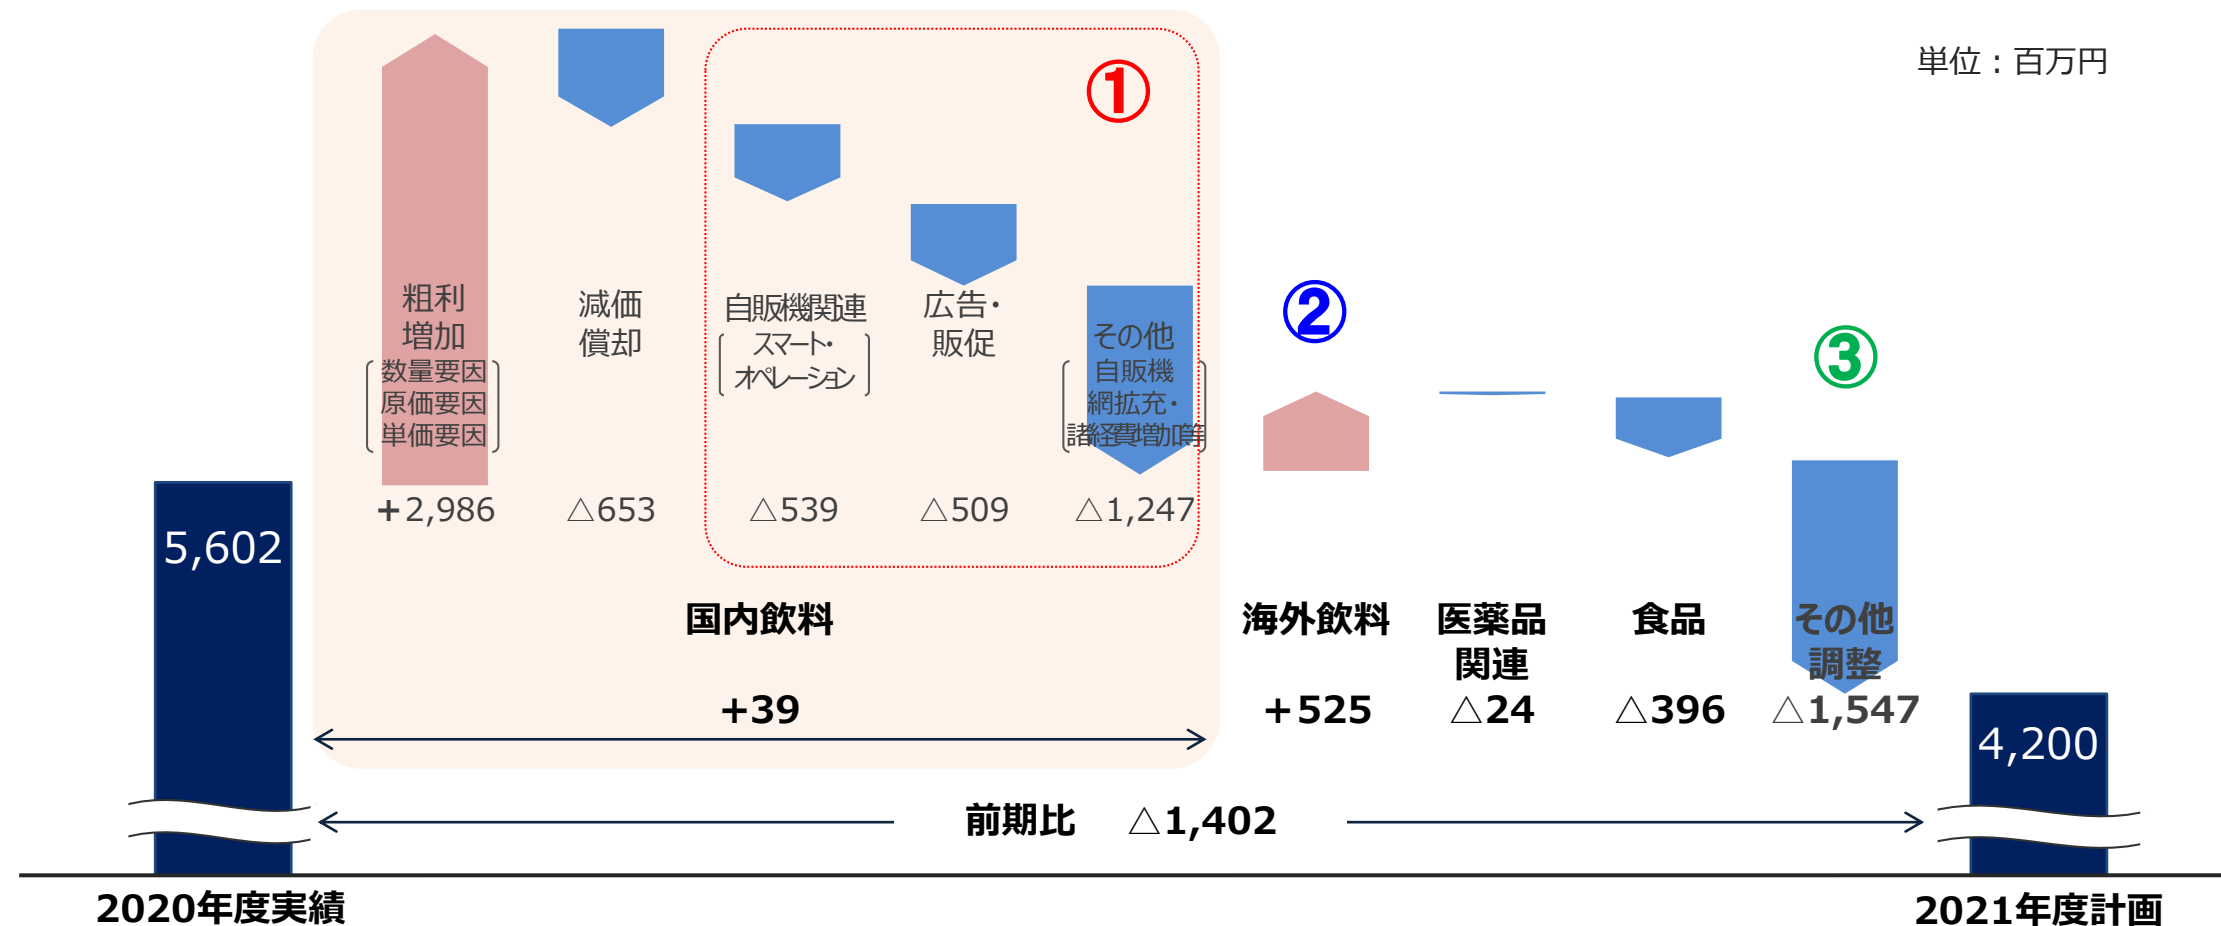 単位：百万円
①
粗利
増加
数量要因
原価要因
単価要因
+2,986
減価
償却
△653
自販機関連
スマート・
オペレーション
△539
広告・
販促
△509
その他
自販機
網拡充・
諸経費増加等
△1,247
②
③
5,602
国内飲料
+39
海外飲料
+525
医薬品
関連
△24
食品
△396
その他
調整
△1,547
4,200
前期比 △1,402
2020年度実績
2021年度計画